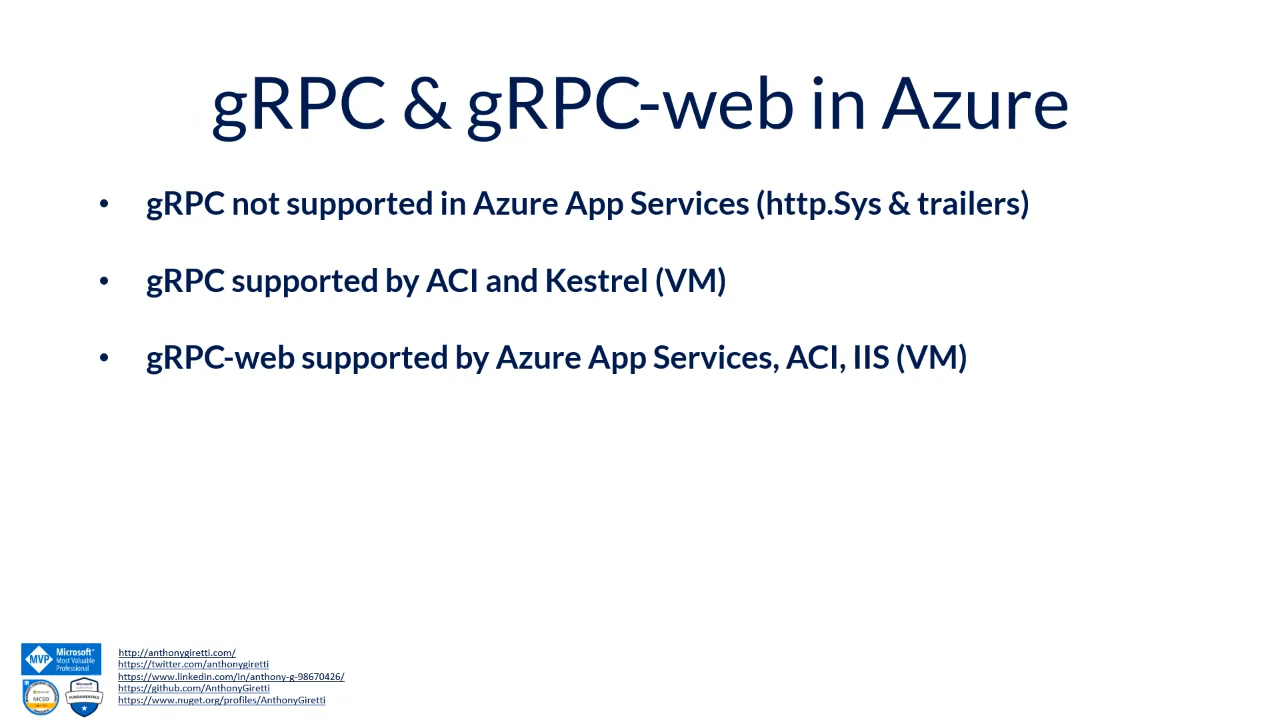 gRPC & gRPC-web in Azure
• gRPC not supported in Azure App Services (http.Sys & trailers)
• gRPC supported by ACI and Kestrel (VM)
• gRPC-web supported by Azure App Services, ACI, IIS (VM)
Microsoft®
MVP
Most Valuable
Professional
MCSD
FUNDAMENTALS
http://anthonygiretti.com/
https://twitter.com/anthonygiretti
https://www.linkedin.com/in/anthony-g-98670426/
https://github.com/AnthonyGiretti
https://www.nuget.org/profiles/AnthonyGiretti